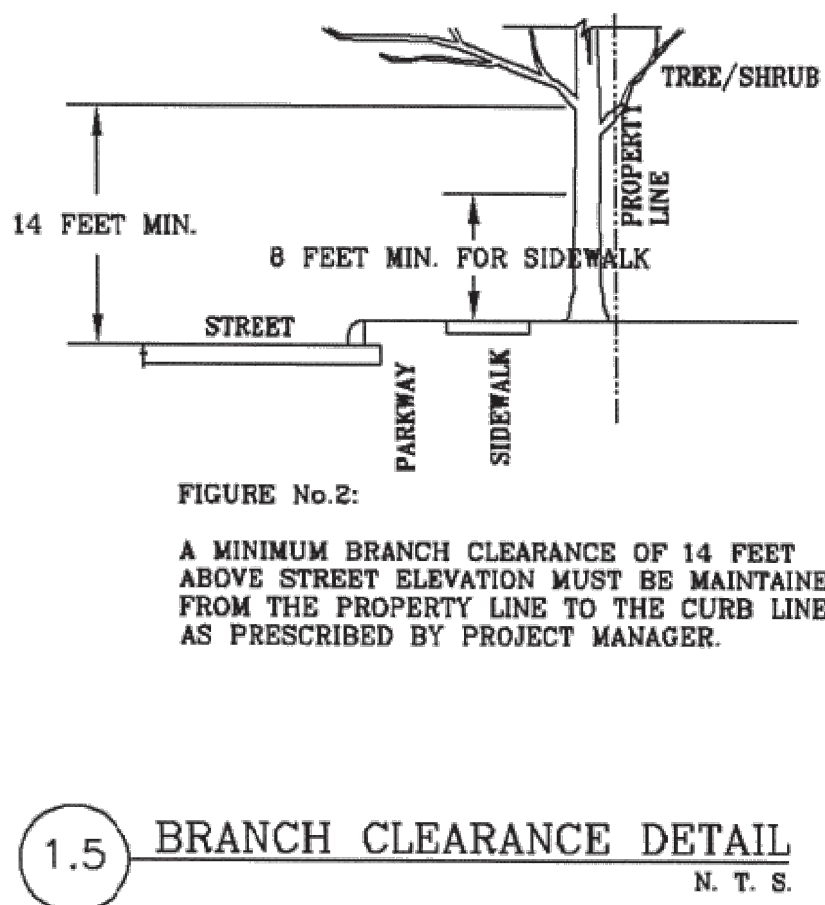 TREE/SHRUB
PROPERTY
LINE
14 FEET MIN.
8 FEET MIN. FOR SIDEWALK
STREET
PARKWAY
SIDEWALK
FIGURE No.2:
A MINIMUM BRANCH CLEARANCE OF 14 FEET
ABOVE STREET ELEVATION MUST BE MAINTAINE
FROM THE PROPERTY LINE TO THE CURB LINE
AS PRESCRIBED BY PROJECT MANAGER.
1.5 BRANCH CLEARANCE DETAIL
N. T. S.